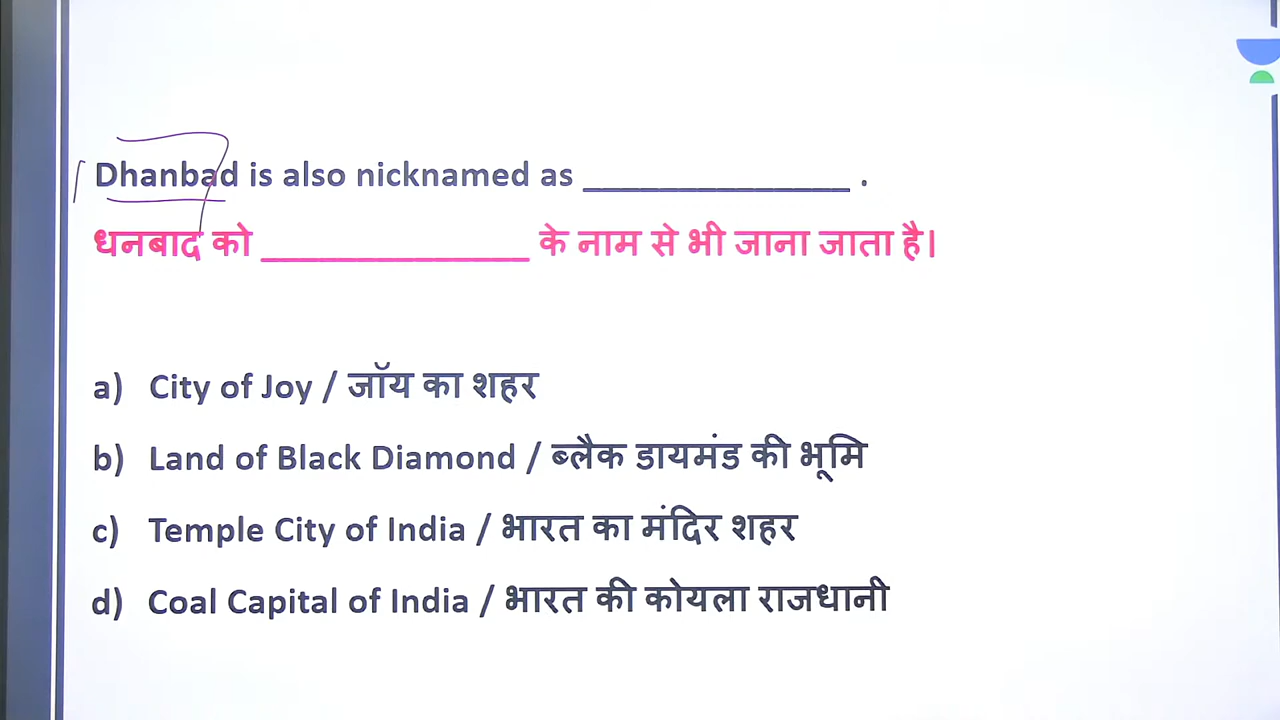 Dhanbad is also nicknamed as ______________ .
धनबाद को ______________ के नाम से भी जाना जाता है।
a) City of Joy / जॉय का शहर
b) Land of Black Diamond / ब्लैक डायमंड की भूमि
c) Temple City of India / भारत का मंदिर शहर
d) Coal Capital of India / भारत की कोयला राजधानी